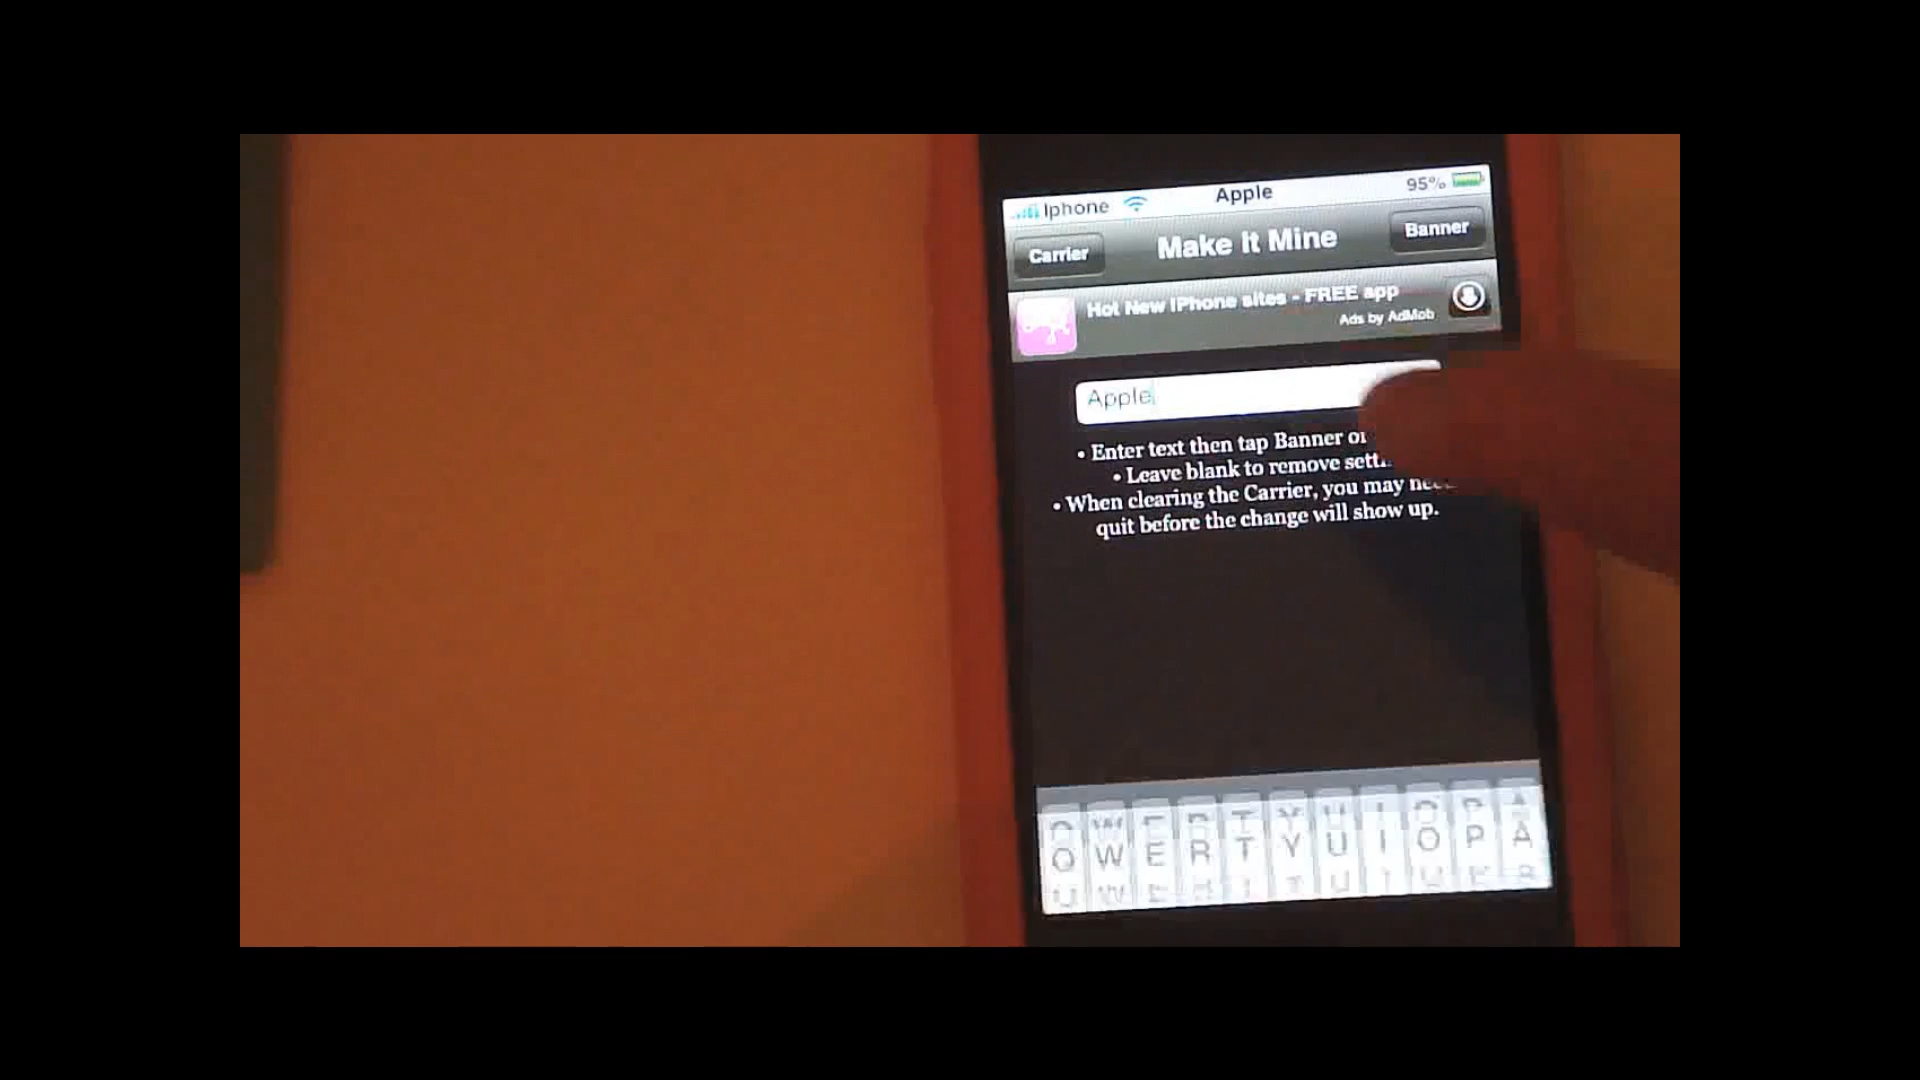 Iphone Apple 95%
Carrier Make It Mine Banner
Hot New iPhone sites - FREE app
Ads by AdMob
Apple
• Enter text then tap Banner or
• Leave blank to remove
• When clearing the Carrier, you may
quit before the change will show up.
Q W E R T Y U I O P A